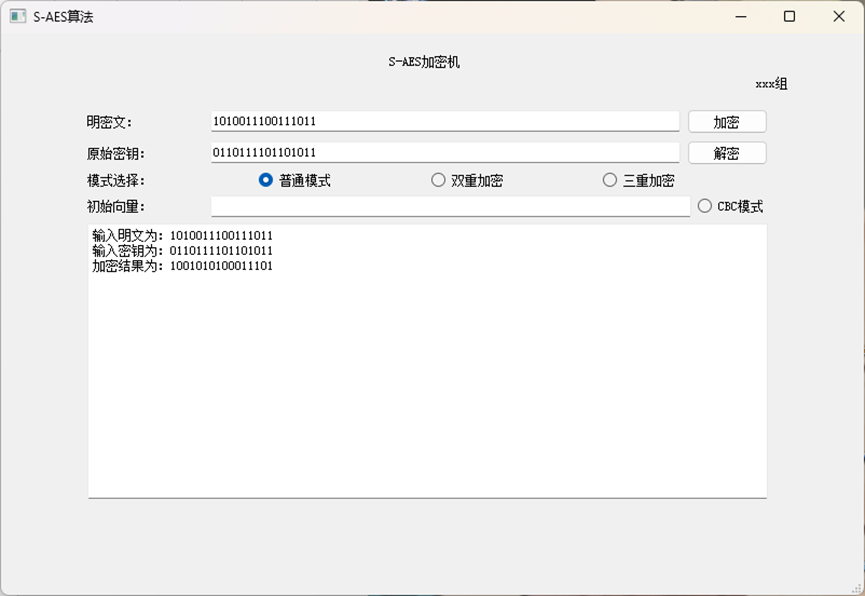 S-AES算法
S-AES加密机
xxx组
明密文: 1010011100111011 加密
原始密钥: 0110111101101011 解密
模式选择: 普通模式 双重加密 三重加密
初始向量: CBC模式
输入明文为: 1010011100111011
输入密钥为: 0110111101101011
加密结果为: 1001010100011101